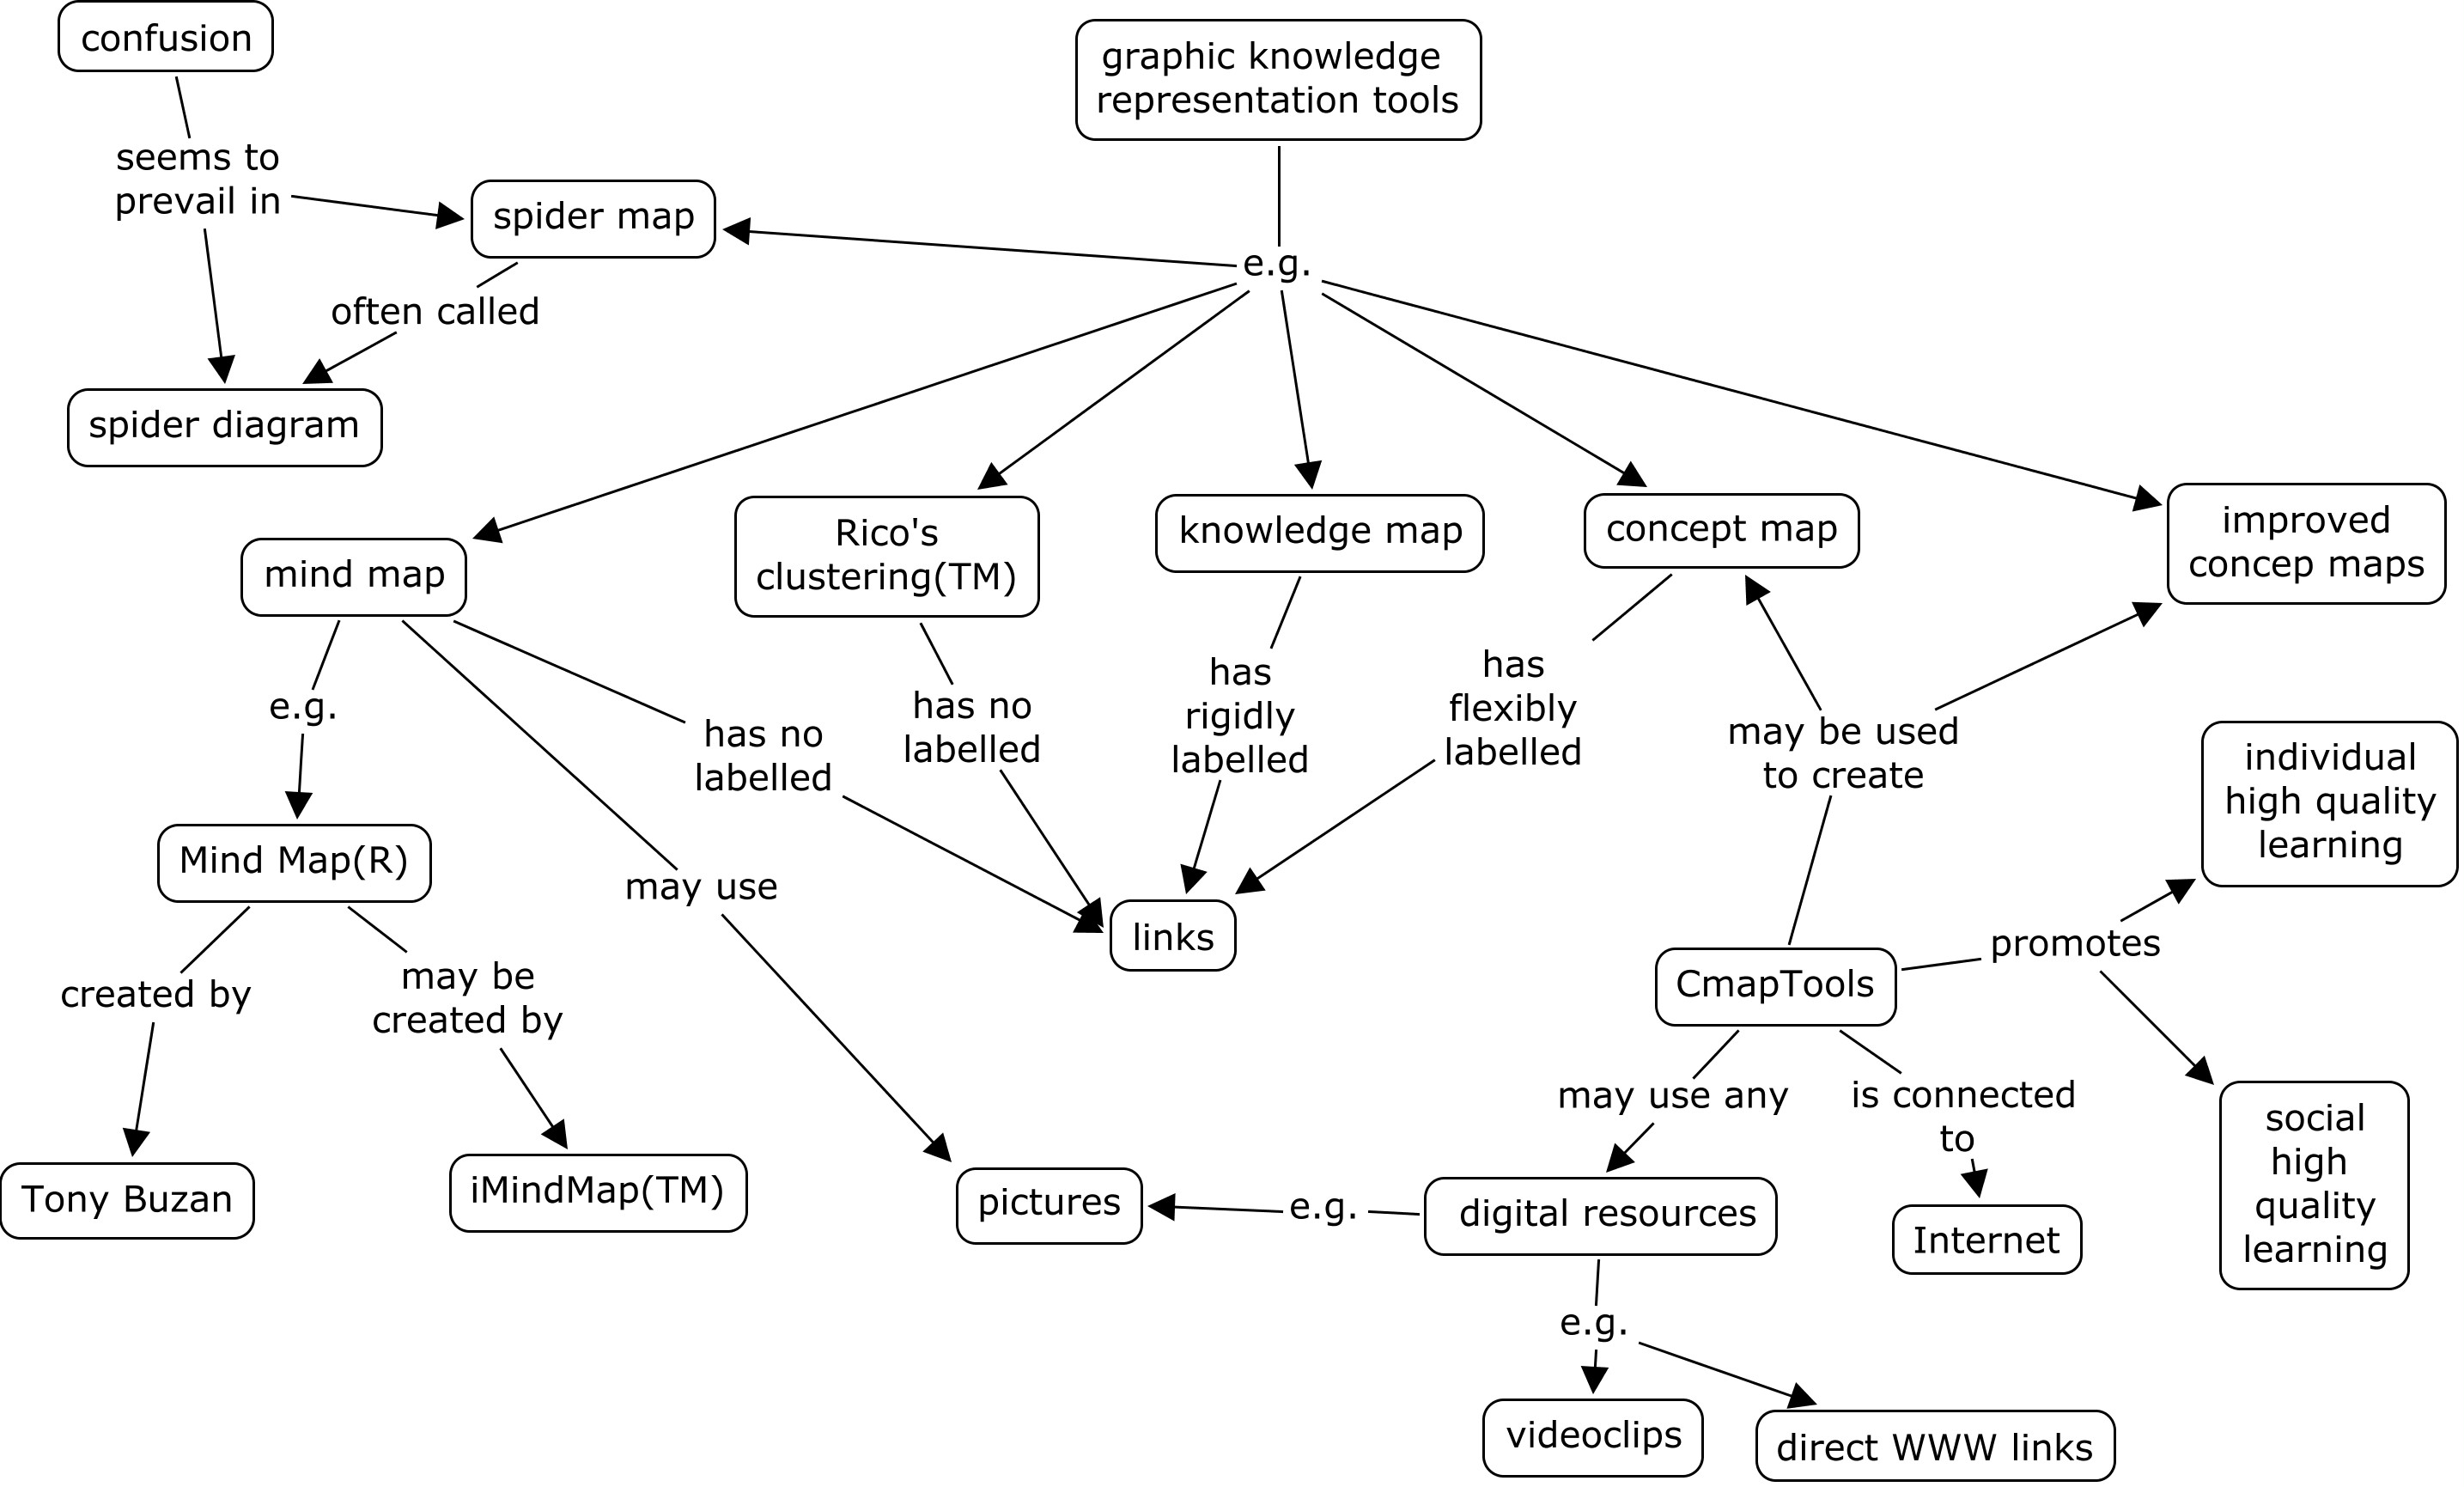 confusion
graphic knowledge
representation tools
seems to
prevail in
spider map
e.g.
often called
spider diagram
mind map
Rico's
clustering(TM)
knowledge map
concept map
improved
concep maps
e.g.
has no
labelled
has no
labelled
has
rigidly
labelled
has
flexibly
labelled
may be used
to create
individual
high quality
learning
Mind Map(R)
may use
links
promotes
CmapTools
created by
may be
created by
may use any
is connected
to
social
high
quality
learning
Tony Buzan
iMindMap(TM)
pictures
e.g.
digital resources
Internet
e.g.
videoclips
direct WWW links